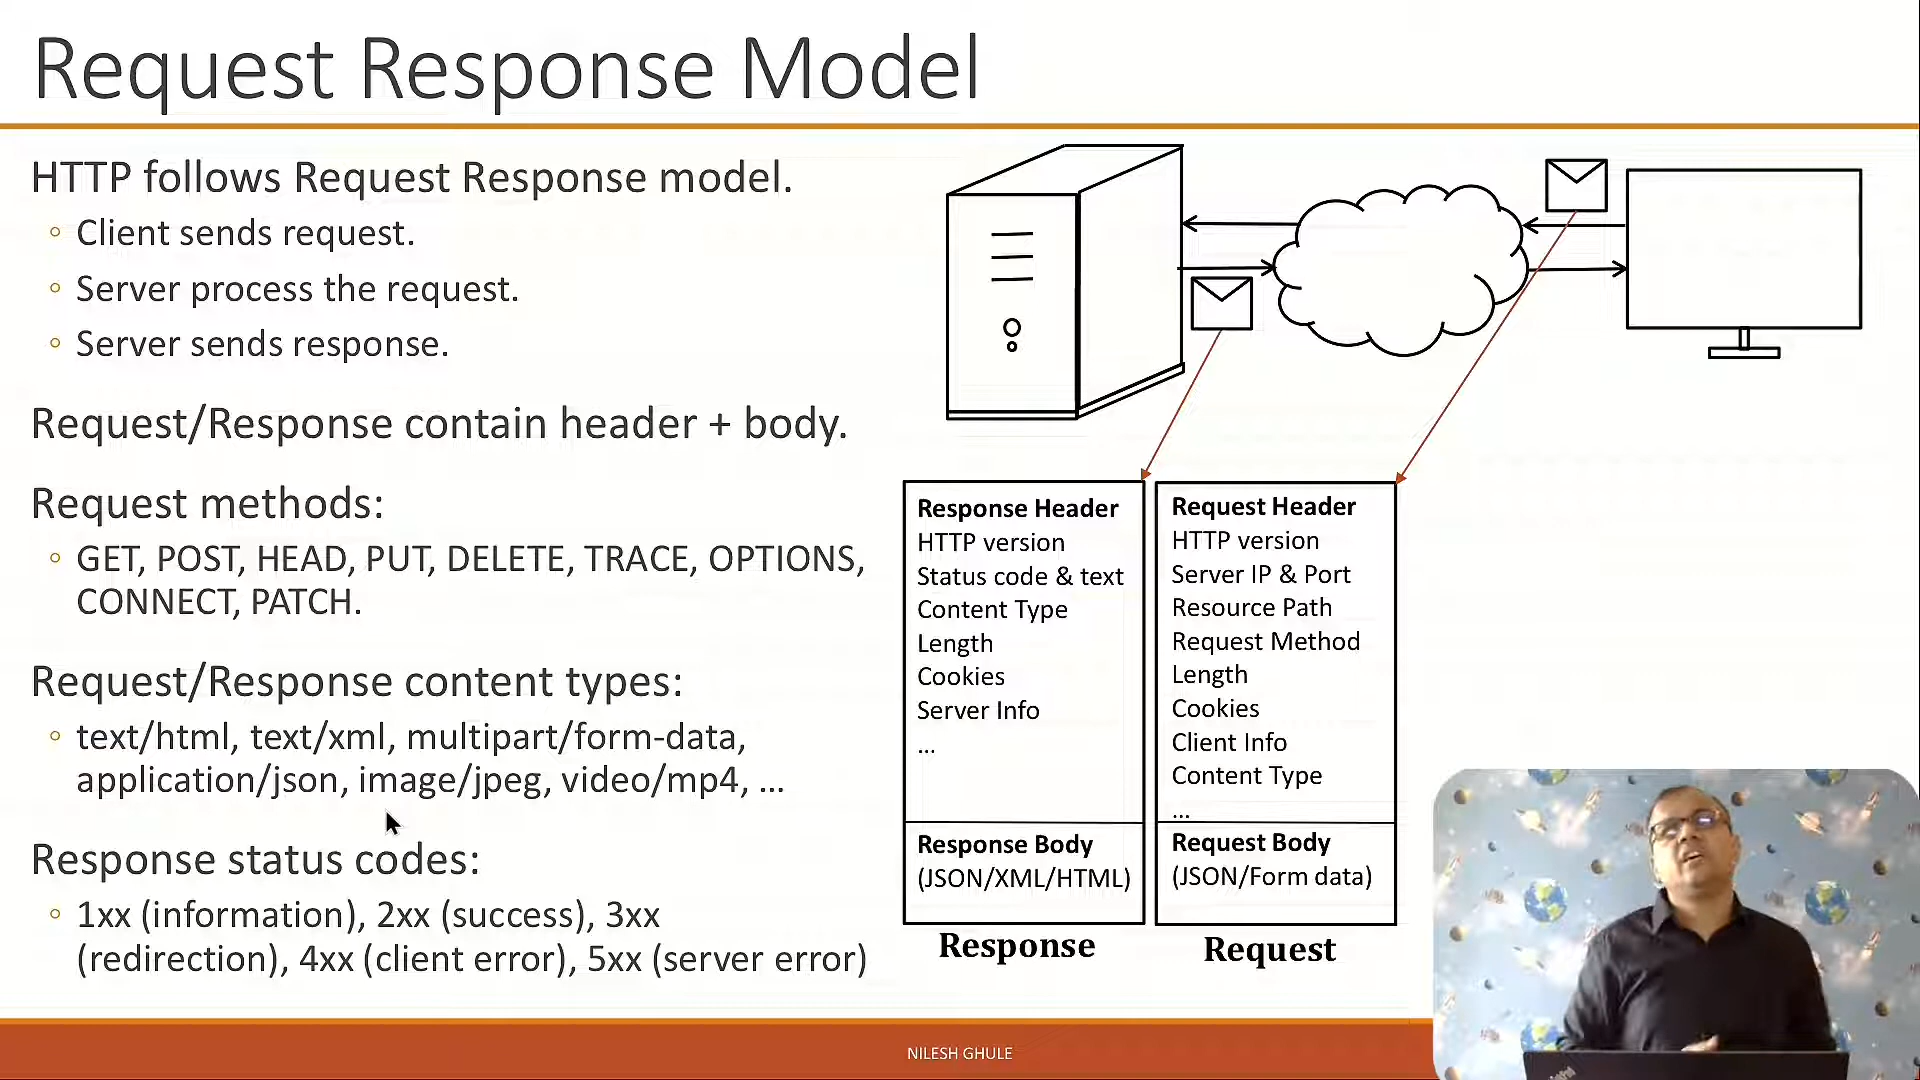 Request Response Model
HTTP follows Request Response model.
◦ Client sends request.
◦ Server process the request.
◦ Server sends response.
Request/Response contain header + body.
Request methods:
◦ GET, POST, HEAD, PUT, DELETE, TRACE, OPTIONS,
CONNECT, PATCH.
Request/Response content types:
◦ text/html, text/xml, multipart/form-data,
application/json, image/jpeg, video/mp4, ...
Response status codes:
◦ 1xx (information), 2xx (success), 3xx
(redirection), 4xx (client error), 5xx (server error)
Response Header
HTTP version
Status code & text
Content Type
Length
Cookies
Server Info
...
Response Body
(JSON/XML/HTML)
Response
Request Header
HTTP version
Server IP & Port
Resource Path
Request Method
Length
Cookies
Client Info
Content Type
...
Request Body
(JSON/Form data)
Request
NILESH GHULE